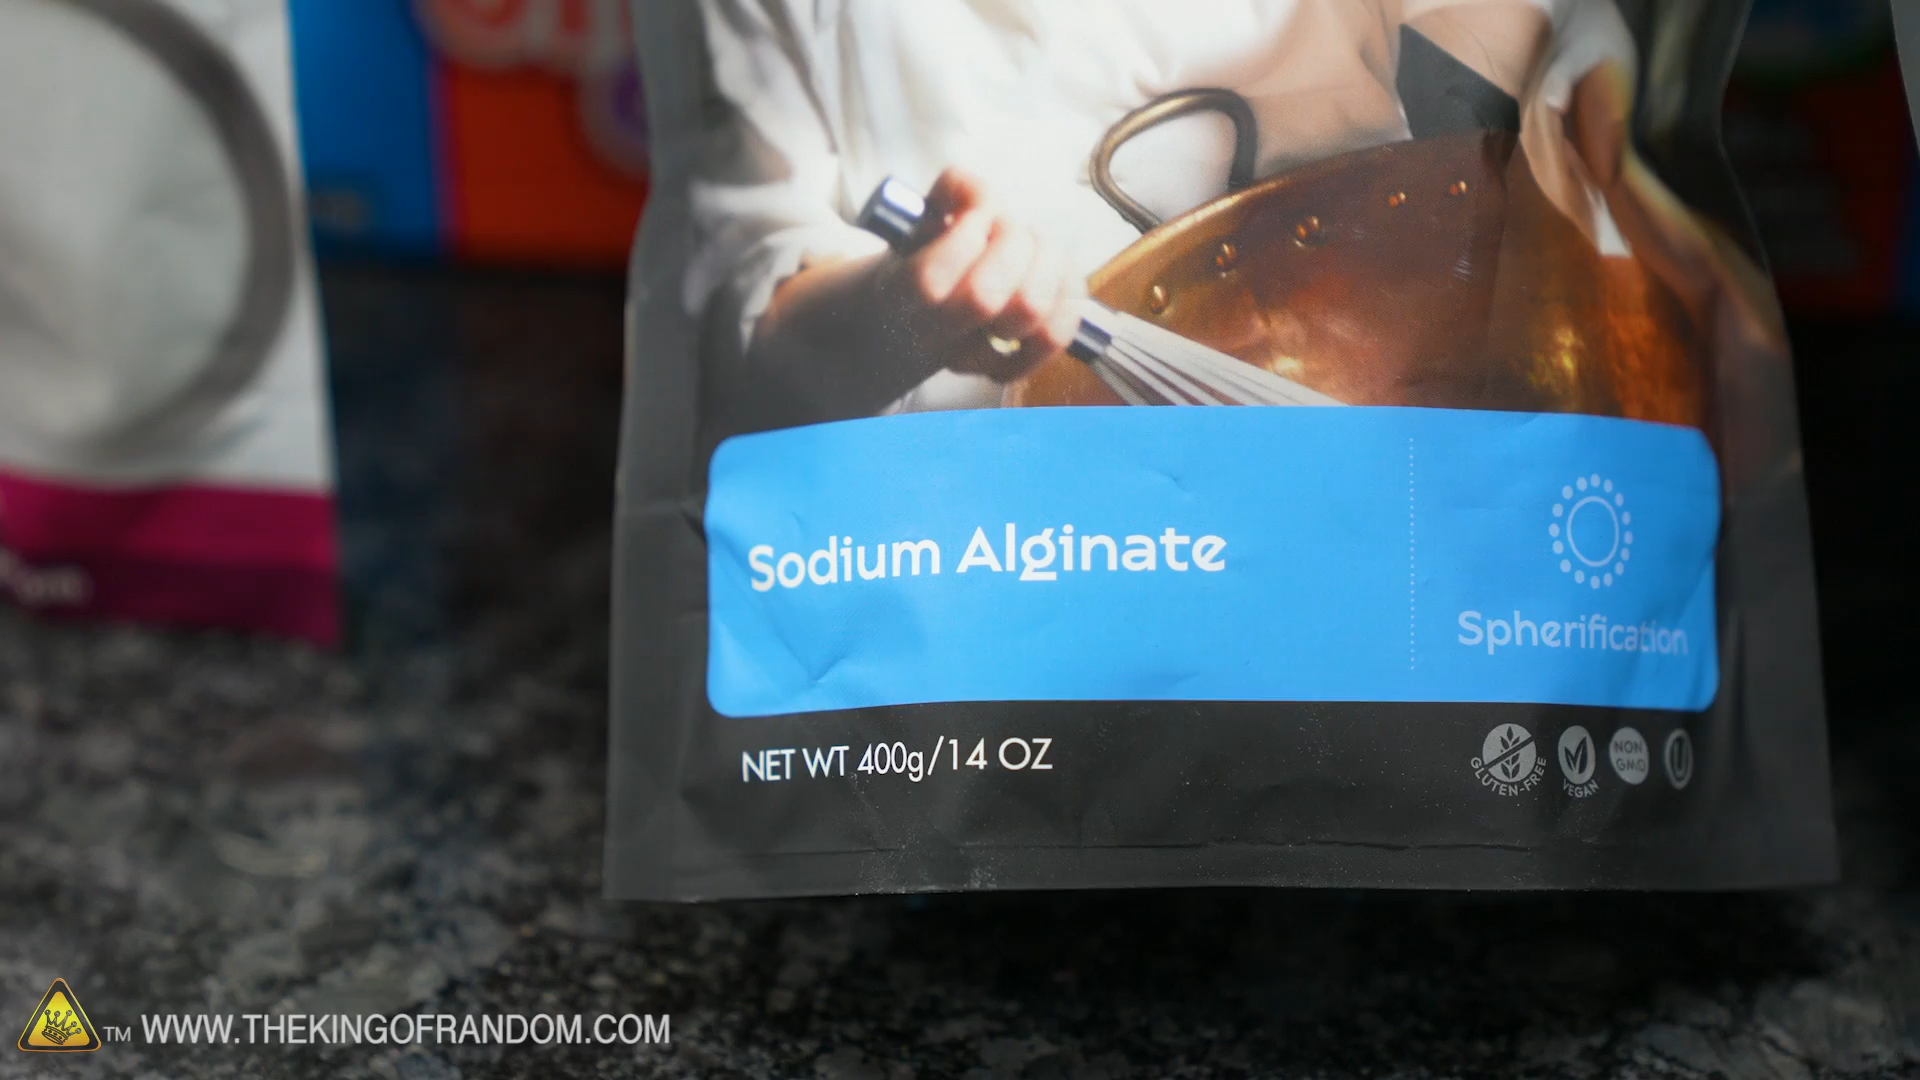 Sodium Alginate
Spherification
NET WT 400g/14 OZ
GLUTEN-FREE
VEGAN
NON
GMO
TM WWW.THEKINGOFRANDOM.COM